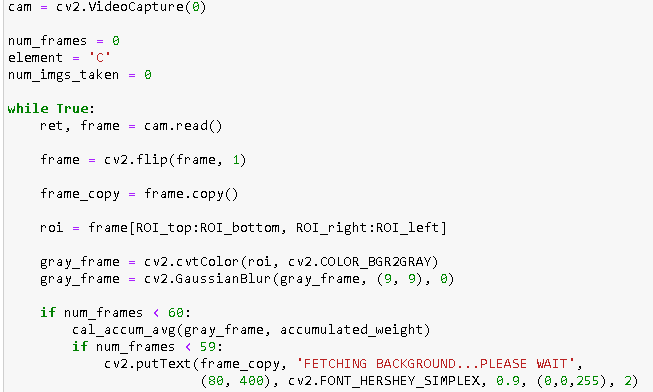 cam = cv2.VideoCapture(0)
num_frames = 0
element = 'C'
num_imgs_taken = 0
while True:
ret, frame = cam.read()
frame = cv2.flip(frame, 1)
frame_copy = frame.copy()
roi = frame[ROI_top:ROI_bottom, ROI_right:ROI_left]
gray_frame = cv2.cvtColor(roi, cv2.COLOR_BGR2GRAY)
gray_frame = cv2.GaussianBlur(gray_frame, (9, 9), 0)
if num_frames < 60:
cal_accum_avg(gray_frame, accumulated_weight)
if num_frames < 59:
cv2.putText(frame_copy, 'FETCHING BACKGROUND...PLEASE WAIT',
(80, 400), cv2.FONT_HERSHEY_SIMPLEX, 0.9, (0,0,255), 2)